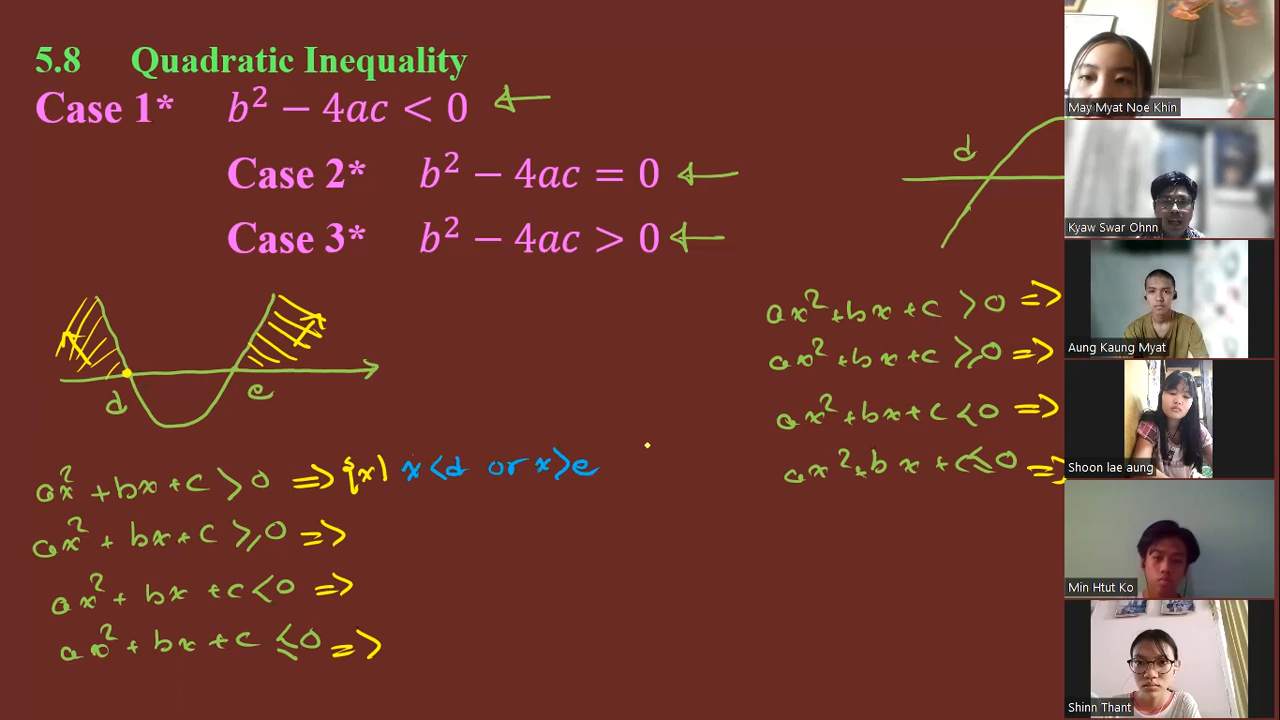 5.8 Quadratic Inequality
Case 1* b² − 4ac < 0
Case 2* b² − 4ac = 0
Case 3* b² − 4ac > 0
d e
ax² + bx + c > 0 => {x| x<d or x>e
ax² + bx + c ≥ 0 =>
ax² + bx + c < 0 =>
ax² + bx + c ≤ 0 =>
d
ax² + bx + c > 0 =>
ax² + bx + c ≥ 0 =>
ax² + bx + c < 0 =>
ax² + bx + c ≤ 0 =>
May Myat Noe Khin
Kyaw Swar Ohnn
Aung Kaung Myat
Shoon lae aung
Min Htut Ko
Shinn Thant